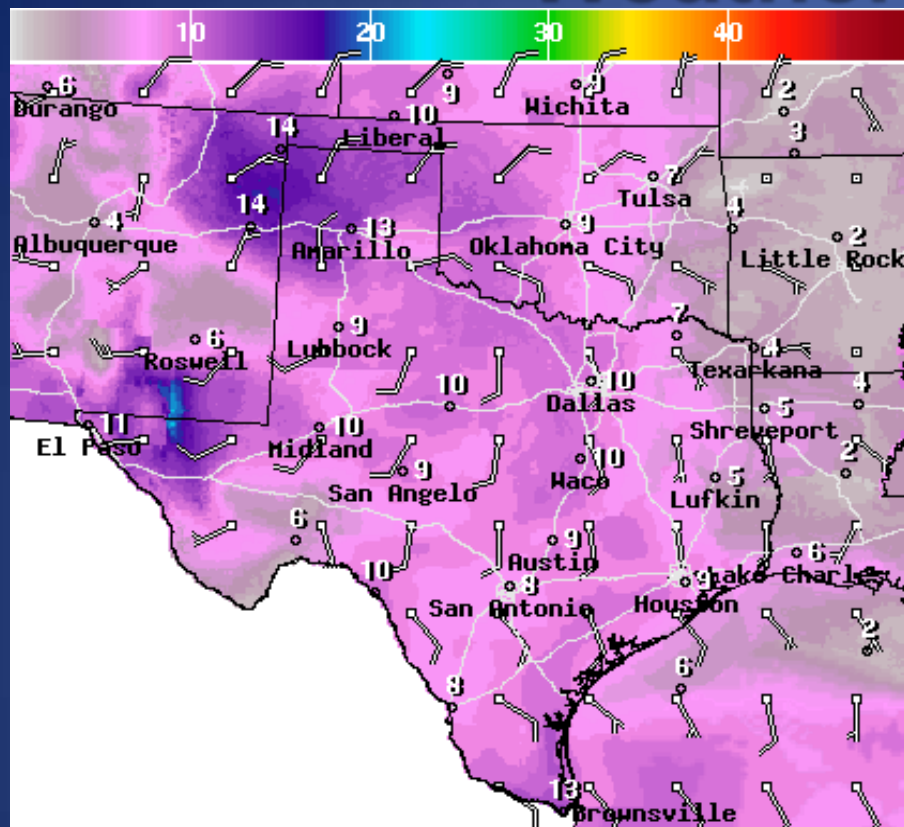 10 20 30 40
6 9 9 2
Durango Wichita
10
14 Liberal 3
7
Tulsa
14
4 13 9 4 2
Albuquerque Amarillo Oklahoma City Little Rock
6 9 7
Roswell Lubbock 4
Texarkana
10 10 4
Dallas
11 10 5
El Paso Midland Shreveport
9 10 5 2
San Angelo Waco Lufkin
6 9 6
Austin
10 8 9 Lake Charles
San Antonio Houston
2
8 6
13
Brownsville